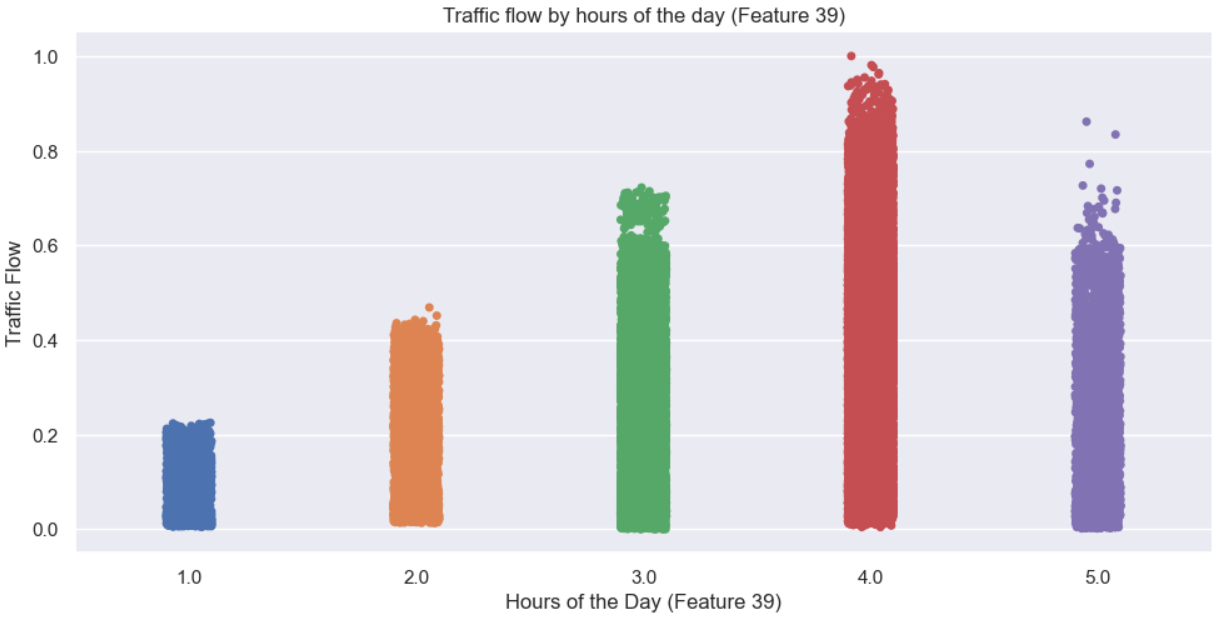 Traffic flow by hours of the day (Feature 39)
1.0
0.8
0.6
0.4
0.2
0.0
Traffic Flow
1.0 2.0 3.0 4.0 5.0
Hours of the Day (Feature 39)